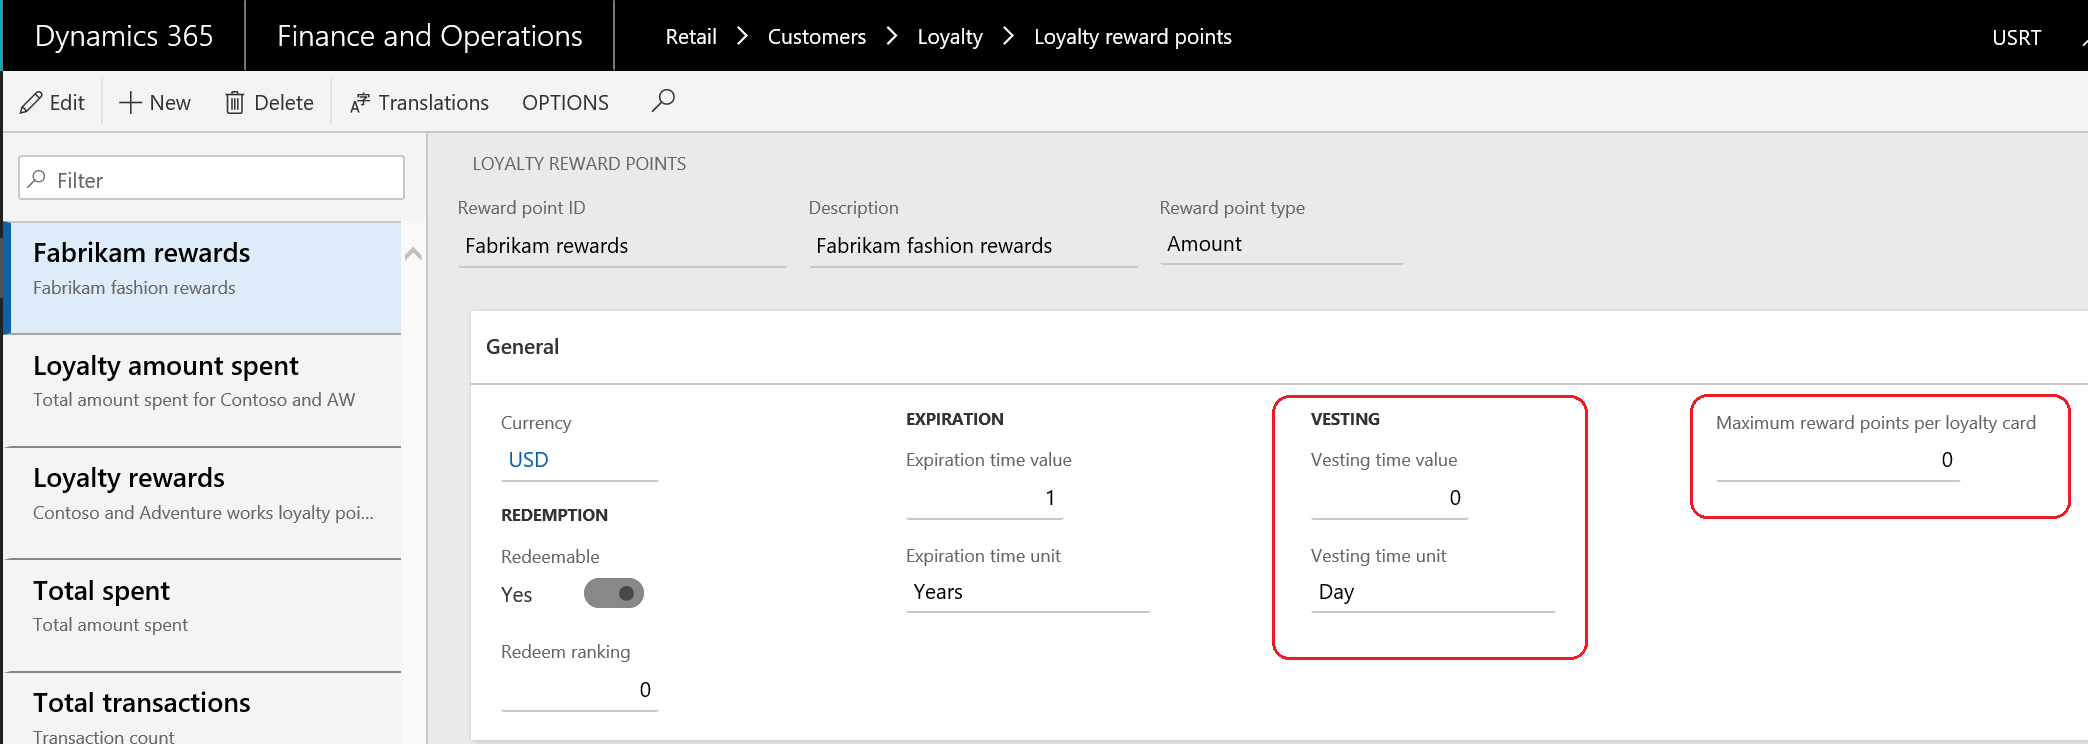 Dynamics 365
Finance and Operations
Retail > Customers > Loyalty > Loyalty reward points
USRT
Edit
New
Delete
Translations
OPTIONS
Filter
Fabrikam rewards
Fabrikam fashion rewards
Loyalty amount spent
Total amount spent for Contoso and AW
Loyalty rewards
Contoso and Adventure works loyalty poi...
Total spent
Total amount spent
Total transactions
Transaction count
LOYALTY REWARD POINTS
Reward point ID
Fabrikam rewards
Description
Fabrikam fashion rewards
Reward point type
Amount
General
Currency
USD
REDEMPTION
Redeemable
Yes
Redeem ranking
0
EXPIRATION
Expiration time value
1
Expiration time unit
Years
VESTING
Vesting time value
0
Vesting time unit
Day
Maximum reward points per loyalty card
0